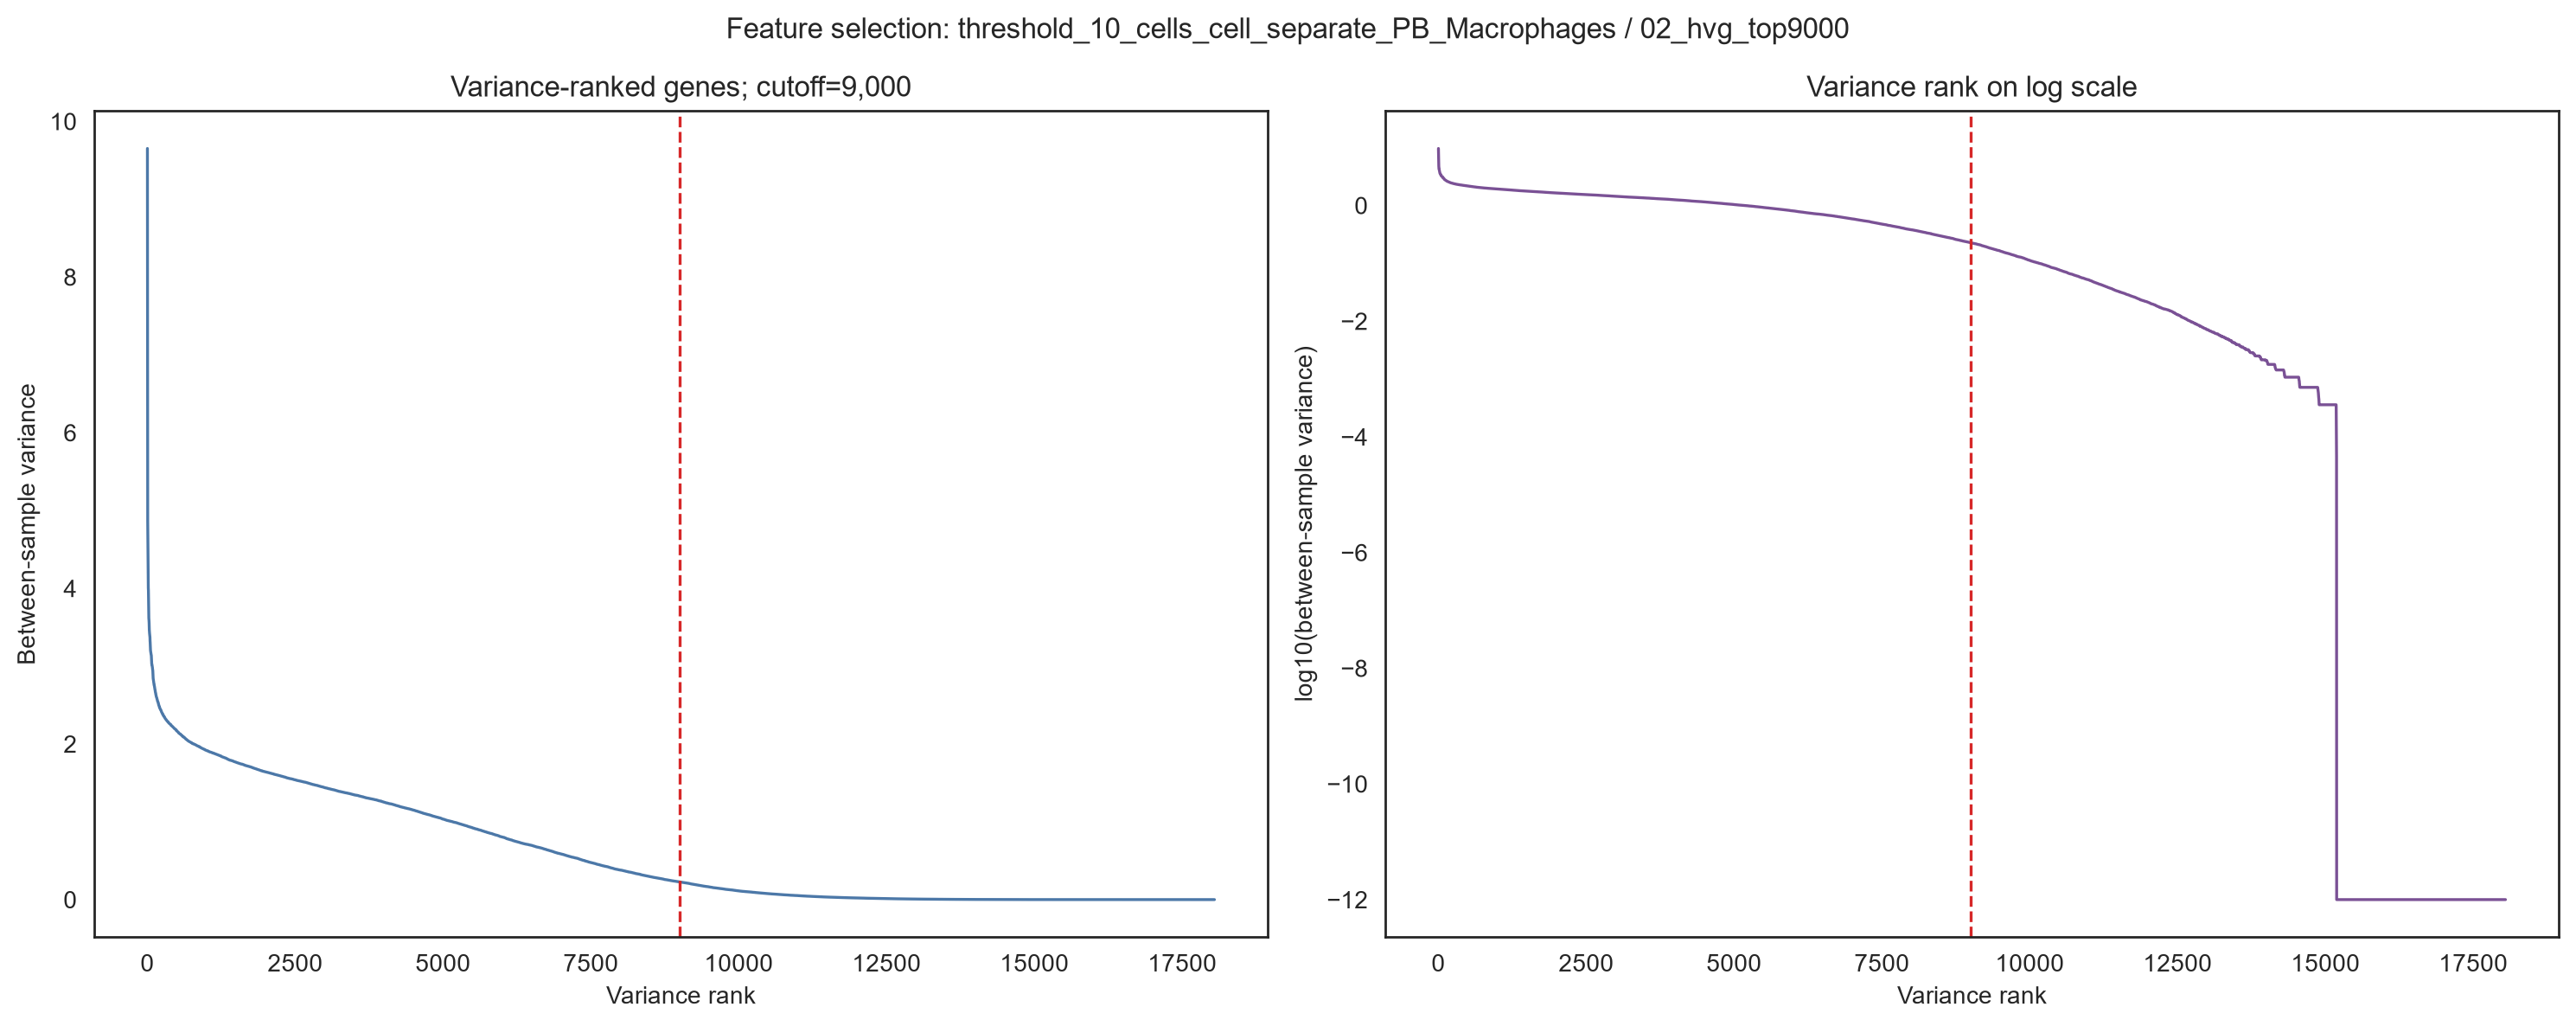 Feature selection: threshold_10_cells_cell_separate_PB_Macrophages / 02_hvg_top9000
Variance-ranked genes; cutoff=9,000
Between-sample variance
10
8
6
4
2
0
0 2500 5000 7500 10000 12500 15000 17500
Variance rank
Variance rank on log scale
log10(between-sample variance)
0
−2
−4
−6
−8
−10
−12
0 2500 5000 7500 10000 12500 15000 17500
Variance rank